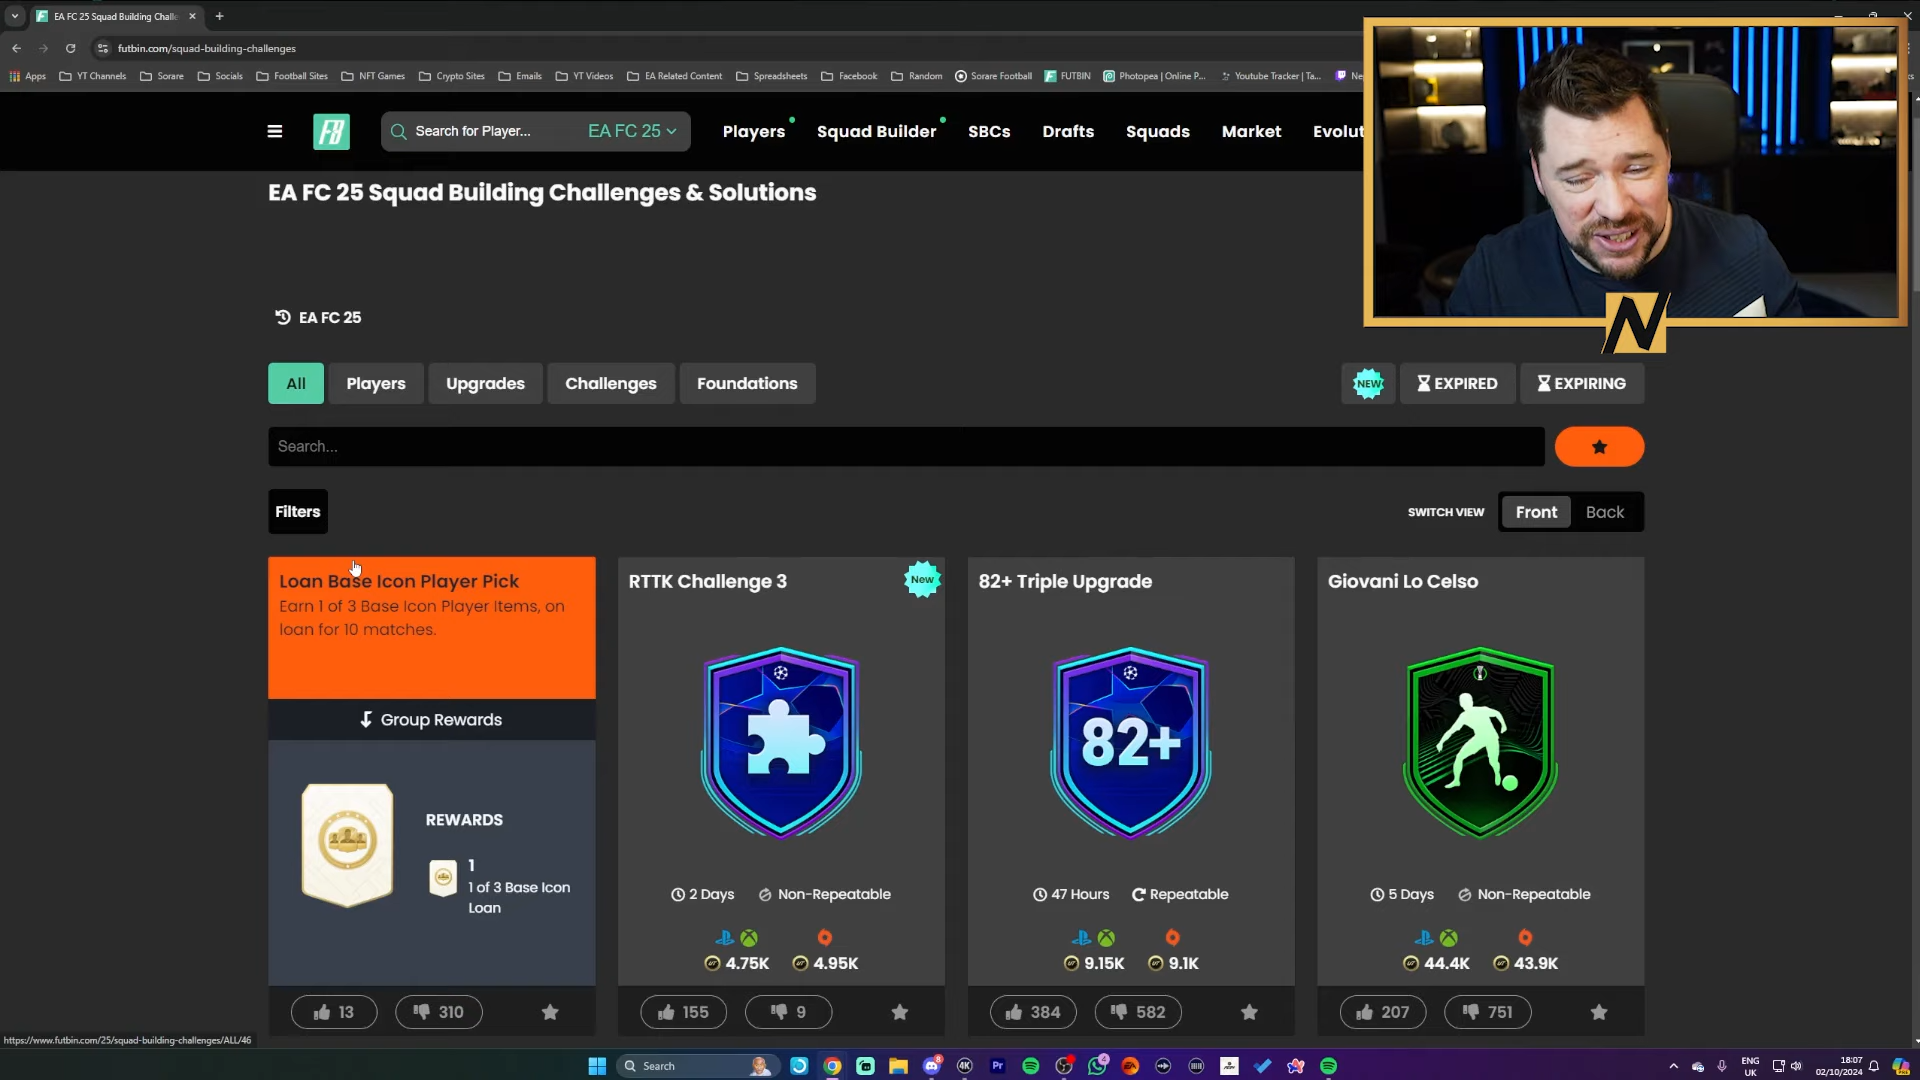 EA FC 25 Squad Building Challe
futbin.com/squad-building-challenges
Apps YT Channels Sorare Socials Football Sites NFT Games Crypto Sites Emails YT Videos EA Related Content Spreadsheets Facebook Random Sorare Football FUTBIN Photopea | Online P... Youtube Tracker | Ta...
FB Search for Player... EA FC 25 Players Squad Builder SBCs Drafts Squads Market Evolut
EA FC 25 Squad Building Challenges & Solutions
N
EA FC 25
All Players Upgrades Challenges Foundations NEW EXPIRED EXPIRING
Search...
Filters SWITCH VIEW Front Back
Loan Base Icon Player Pick
Earn 1 of 3 Base Icon Player Items, on
loan for 10 matches.
Group Rewards
REWARDS
1
1 of 3 Base Icon
Loan
13 310
RTTK Challenge 3 New
2 Days Non-Repeatable
4.75K 4.95K
155 9
82+ Triple Upgrade
82+
47 Hours Repeatable
9.15K 9.1K
384 582
Giovani Lo Celso
5 Days Non-Repeatable
44.4K 43.9K
207 751
https://www.futbin.com/25/squad-building-challenges/ALL/46
Search 8 4K Pr 4 EA ENG
UK
18:07
02/10/2024